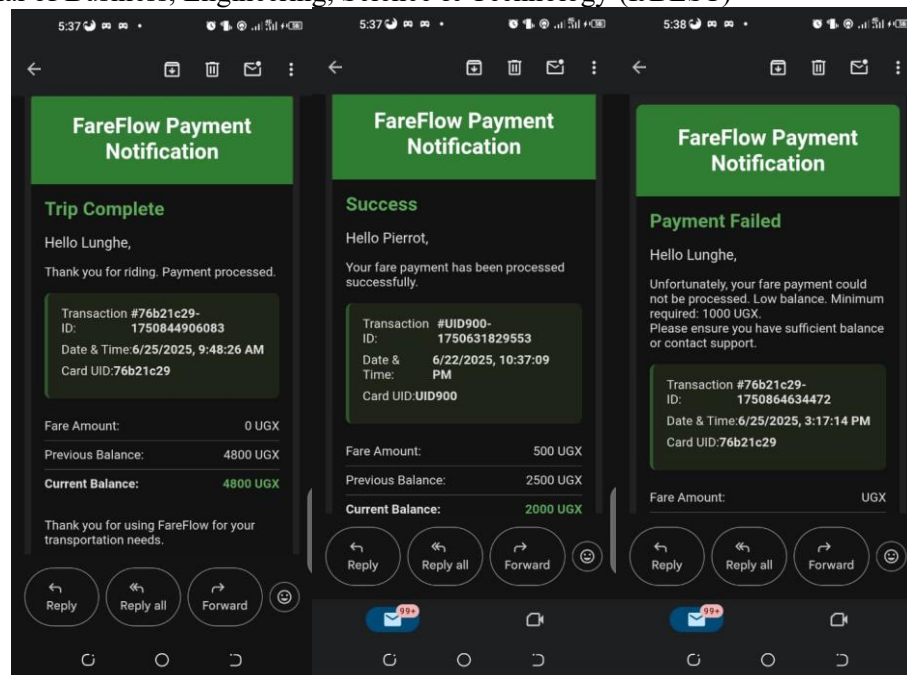 of Business, Engineering, Science & Technology
5:37
FareFlow Payment
Notification
Trip Complete
Hello Lunghe,
Thank you for riding. Payment processed.
Transaction #76b21c29-
ID: 1750844906083
Date & Time:6/25/2025, 9:48:26 AM
Card UID:76b21c29
Fare Amount: 0 UGX
Previous Balance: 4800 UGX
Current Balance: 4800 UGX
Thank you for using FareFlow for your
transportation needs.
Reply
Reply all
Forward
5:37
FareFlow Payment
Notification
Success
Hello Pierrot,
Your fare payment has been processed
successfully.
Transaction #UID900-
ID: 1750631829553
Date & 6/22/2025, 10:37:09
Time: PM
Card UID:UID900
Fare Amount: 500 UGX
Previous Balance: 2500 UGX
Current Balance: 2000 UGX
Reply
Reply all
Forward
99+
5:38
FareFlow Payment
Notification
Payment Failed
Hello Lunghe,
Unfortunately, your fare payment could
not be processed. Low balance. Minimum
required: 1000 UGX.
Please ensure you have sufficient balance
or contact support.
Transaction #76b21c29-
ID: 1750864634472
Date & Time:6/25/2025, 3:17:14 PM
Card UID:76b21c29
Fare Amount: UGX
Reply
Reply all
Forward
99+